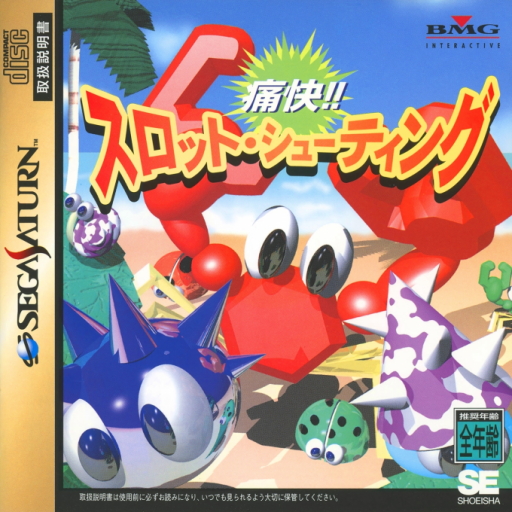 COMPACT
disc
取扱説明書
BMG
INTERACTIVE
痛快!!
スロット・シューティング
SEGA SATURN™
推奨年齢
全年齢
SE
SHOEISHA
取扱説明書は使用前に必ずお読みになり、いつでも見られるよう大切に保管してください。